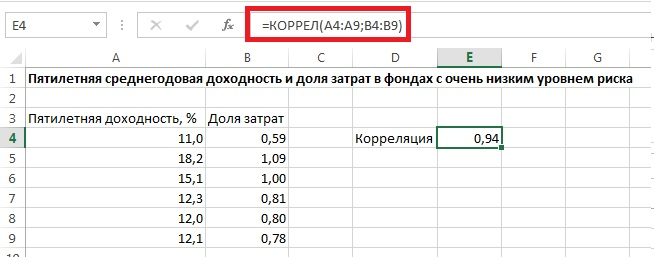 E4 fx =КОРРЕЛ(A4:A9;B4:B9)
A B C D E F G
1 Пятилетняя среднегодовая доходность и доля затрат в фондах с очень низким уровнем риска
2
3 Пятилетняя доходность, % Доля затрат
4 11,0 0,59 Корреляция 0,94
5 18,2 1,09
6 15,1 1,00
7 12,3 0,81
8 12,0 0,80
9 12,1 0,78